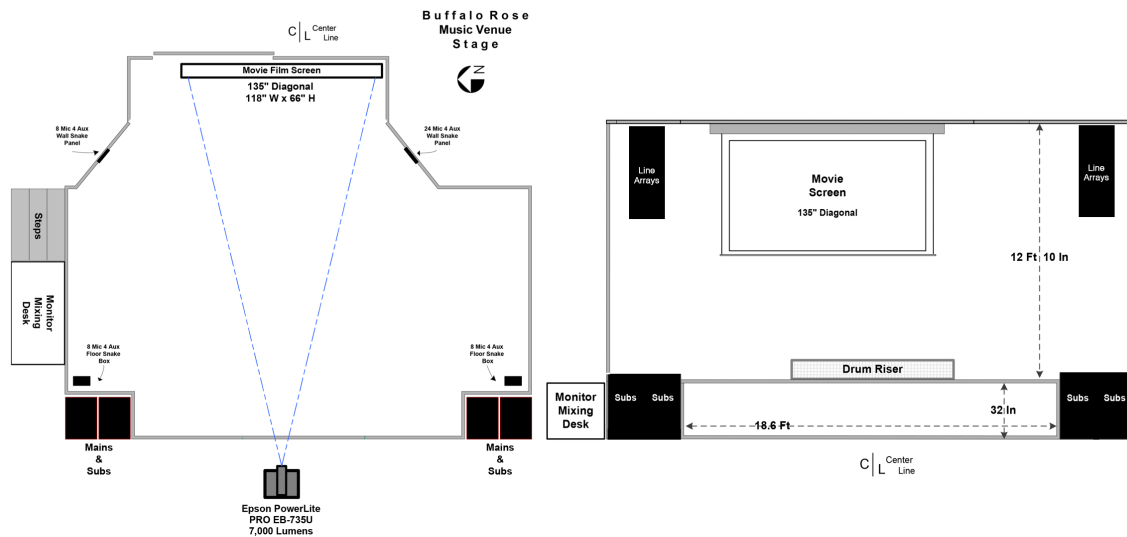 Buffalo Rose
Music Venue
Stage
C L Center
Line
N
Movie Film Screen
135" Diagonal
118" W x 66" H
8 Mic 4 Aux
Wall Snake
Panel
24 Mic 4 Aux
Wall Snake
Panel
Steps
Monitor
Mixing
Desk
8 Mic 4 Aux
Floor Snake
Box
8 Mic 4 Aux
Floor Snake
Box
Mains
&
Subs
Mains
&
Subs
Epson PowerLite
PRO EB-735U
7,000 Lumens
Line
Arrays
Movie
Screen
135" Diagonal
Line
Arrays
12 Ft 10 In
Drum Riser
Monitor
Mixing
Desk
Subs Subs
18.6 Ft
32 In
Subs Subs
C L Center
Line